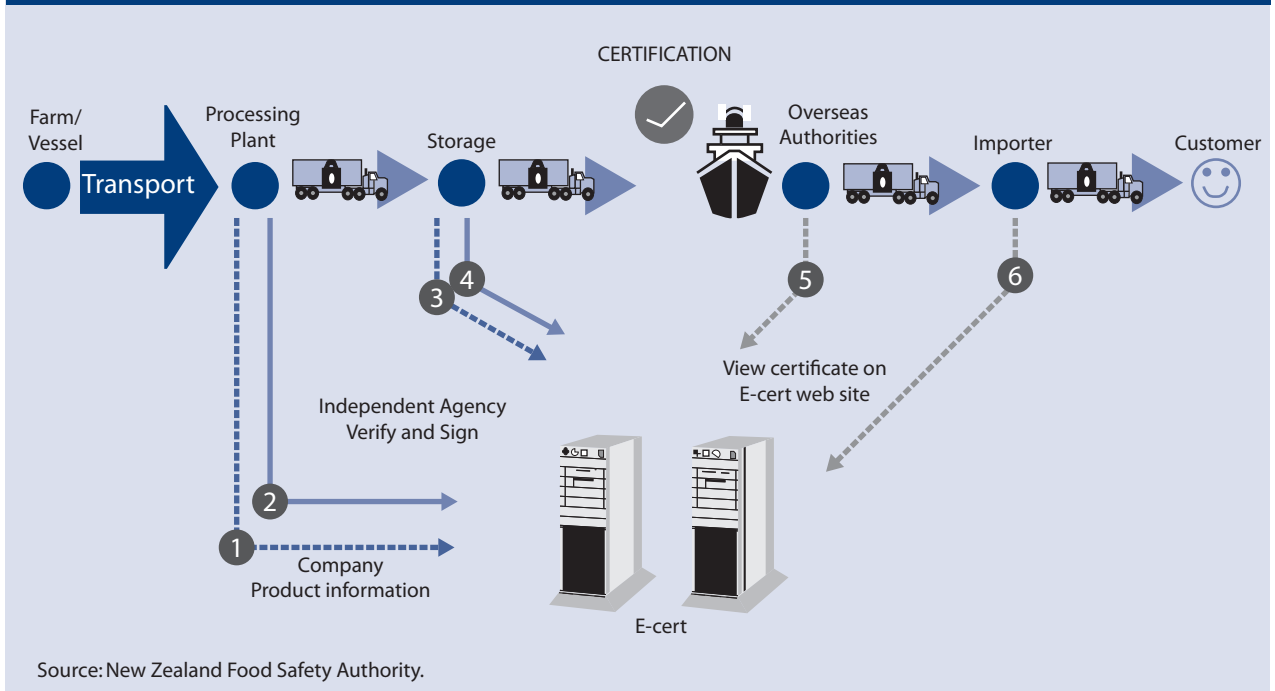 CERTIFICATION
Farm/
Vessel
Transport
Processing
Plant
Storage
Overseas
Authorities
Importer
Customer
1
2
3
4
5
6
View certificate on
E-cert web site
Independent Agency
Verify and Sign
Company
Product information
E-cert
Source: New Zealand Food Safety Authority.